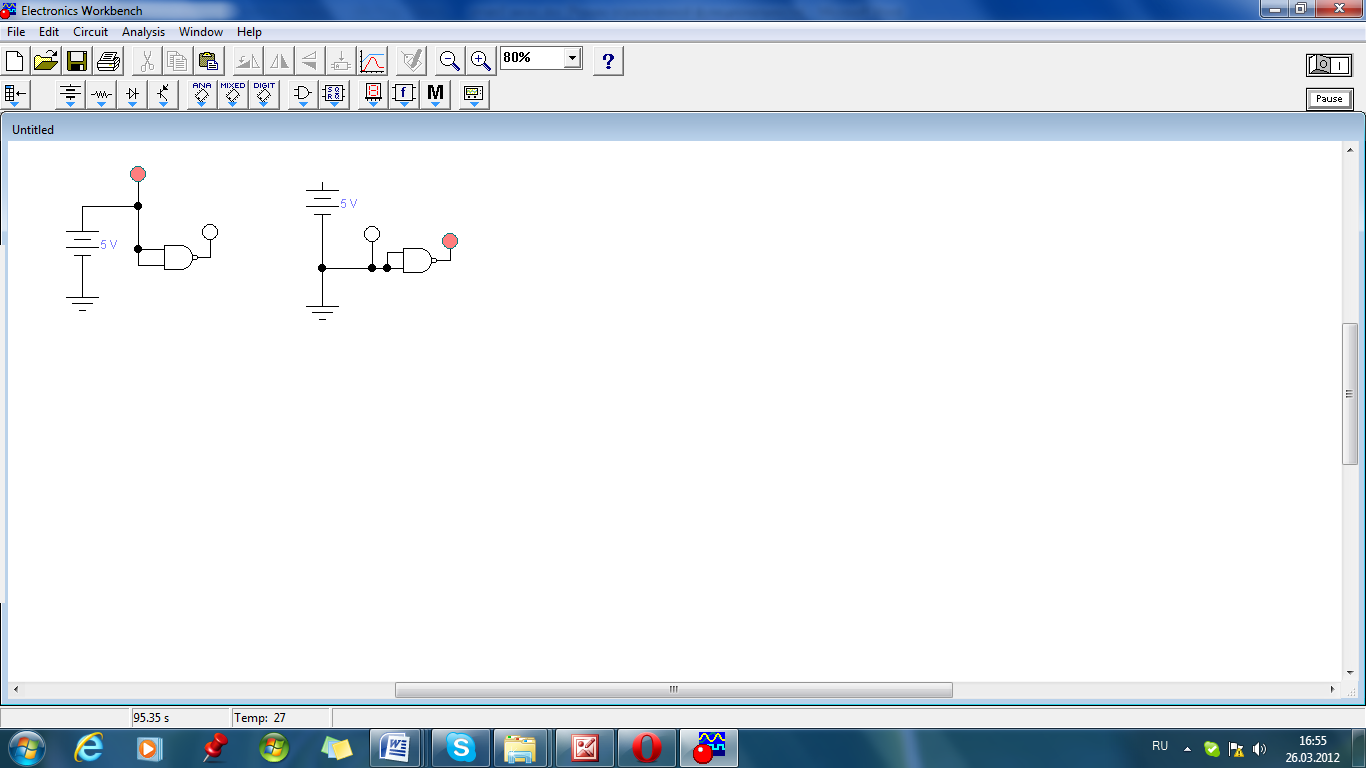 Electronics Workbench
File Edit Circuit Analysis Window Help
80% ?
ANA MIXED DIGIT f M
Pause
Untitled
5 V
5 V
95.35 s Temp: 27
RU 16:55
26.03.2012